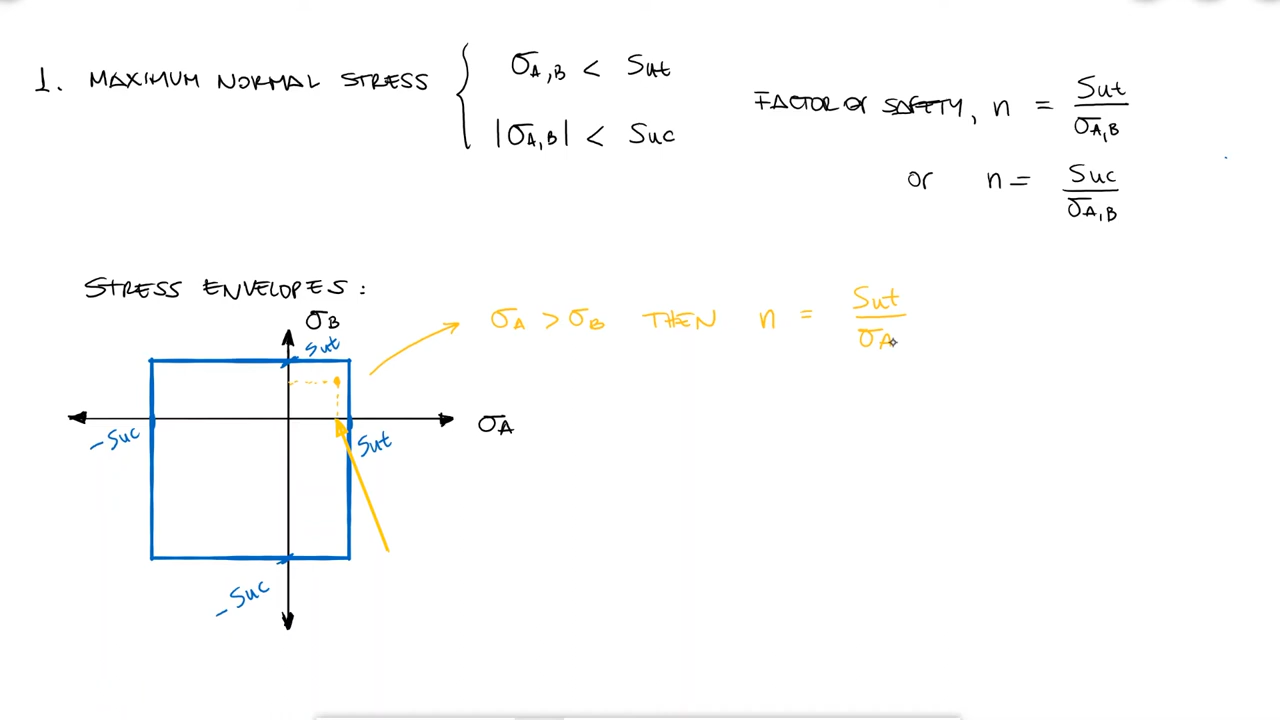 1. MAXIMUM NORMAL STRESS
σA,B < Sut
|σA,B| < Suc
FACTOR OF SAFETY, n = Sut / σA,B
or n = Suc / σA,B
STRESS ENVELOPES:
σB
Sut
σA > σB THEN n = Sut / σA
-Suc
Sut
σA
-Suc